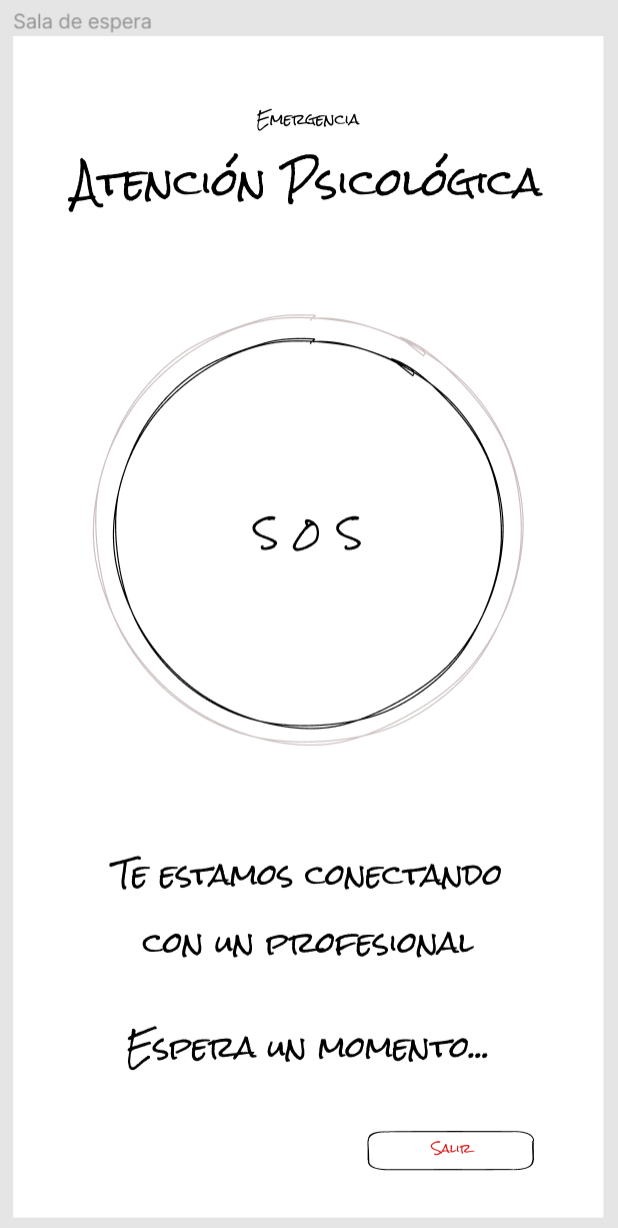 Sala de espera
Emergencia
Atención Psicológica
SOS
Te estamos conectando
con un profesional
Espera un momento...
Salir